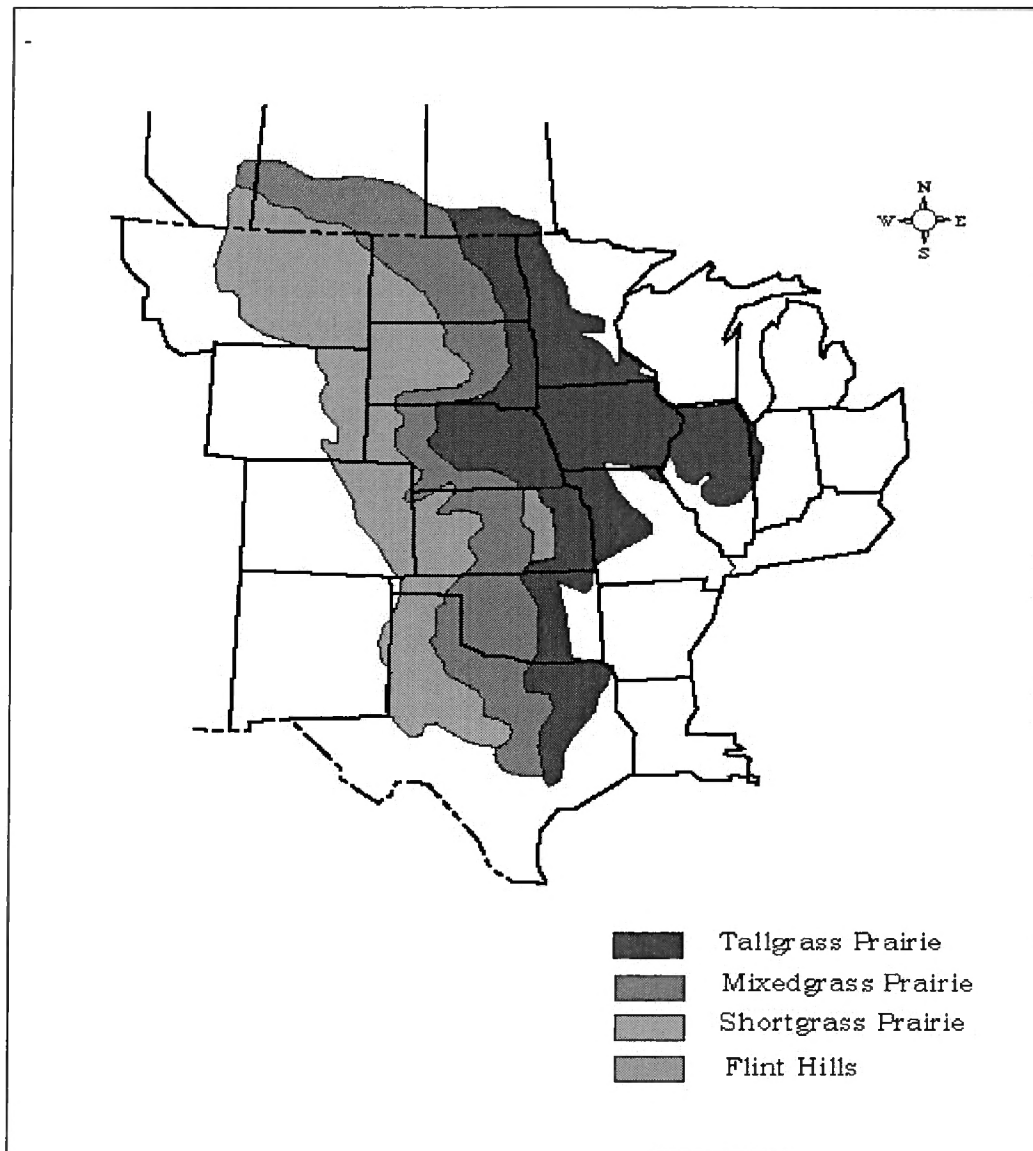 N
W E
S
Tallgrass Prairie
Mixedgrass Prairie
Shortgrass Prairie
Flint Hills